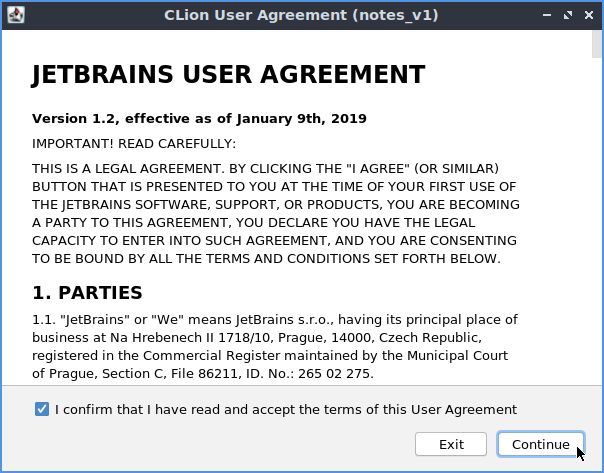 CLion User Agreement (notes_v1)
JETBRAINS USER AGREEMENT
Version 1.2, effective as of January 9th, 2019
IMPORTANT! READ CAREFULLY:
THIS IS A LEGAL AGREEMENT. BY CLICKING THE "I AGREE" (OR SIMILAR)
BUTTON THAT IS PRESENTED TO YOU AT THE TIME OF YOUR FIRST USE OF
THE JETBRAINS SOFTWARE, SUPPORT, OR PRODUCTS, YOU ARE BECOMING
A PARTY TO THIS AGREEMENT, YOU DECLARE YOU HAVE THE LEGAL
CAPACITY TO ENTER INTO SUCH AGREEMENT, AND YOU ARE CONSENTING
TO BE BOUND BY ALL THE TERMS AND CONDITIONS SET FORTH BELOW.
1. PARTIES
1.1. "JetBrains" or "We" means JetBrains s.r.o., having its principal place of
business at Na Hrebenech II 1718/10, Prague, 14000, Czech Republic,
registered in the Commercial Register maintained by the Municipal Court
of Prague, Section C, File 86211, ID. No.: 265 02 275.
I confirm that I have read and accept the terms of this User Agreement
Exit
Continue